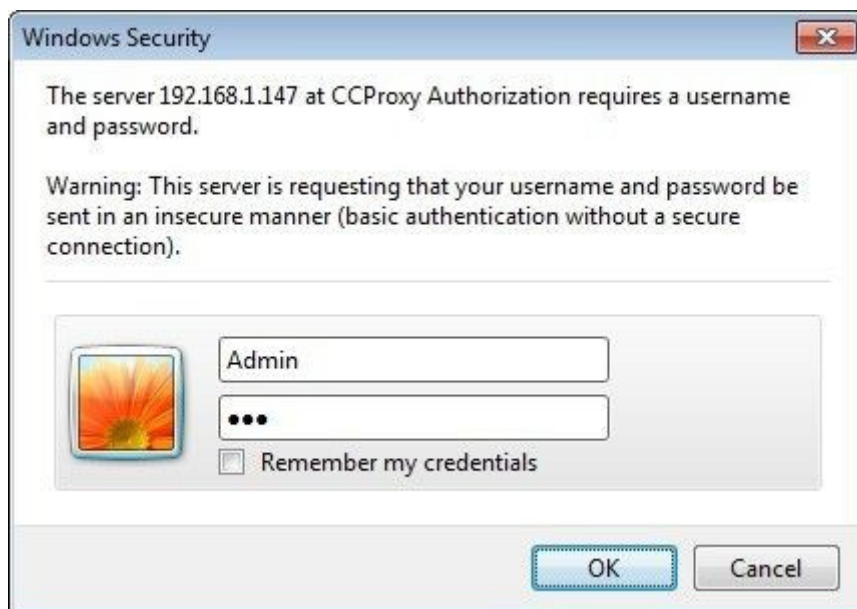 Windows Security
The server 192.168.1.147 at CCProxy Authorization requires a username
and password.
Warning: This server is requesting that your username and password be
sent in an insecure manner (basic authentication without a secure
connection).
Admin
●●●
Remember my credentials
OK
Cancel